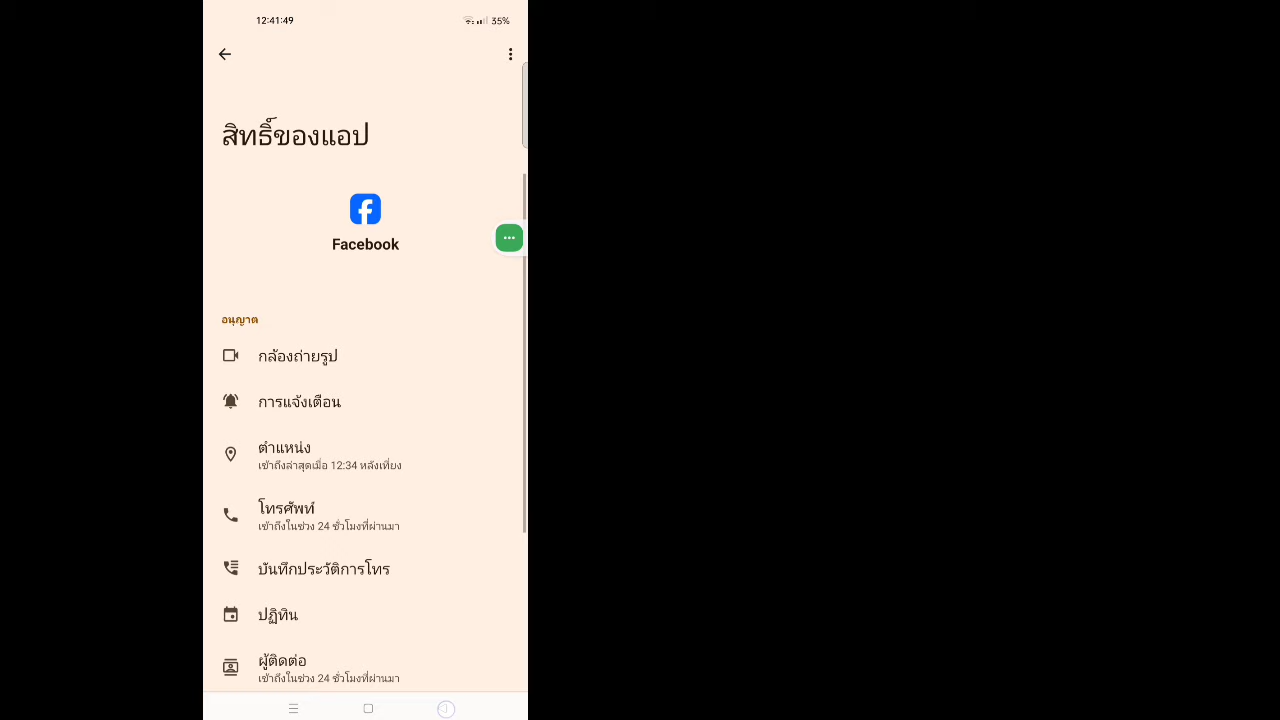 12:41:49
35%
สิทธิ์ของแอป
Facebook
อนุญาต
กล้องถ่ายรูป
การแจ้งเตือน
ตำแหน่ง
เข้าถึงล่าสุดเมื่อ 12:34 หลังเที่ยง
โทรศัพท์
เข้าถึงในช่วง 24 ชั่วโมงที่ผ่านมา
บันทึกประวัติการโทร
ปฏิทิน
ผู้ติดต่อ
เข้าถึงในช่วง 24 ชั่วโมงที่ผ่านมา